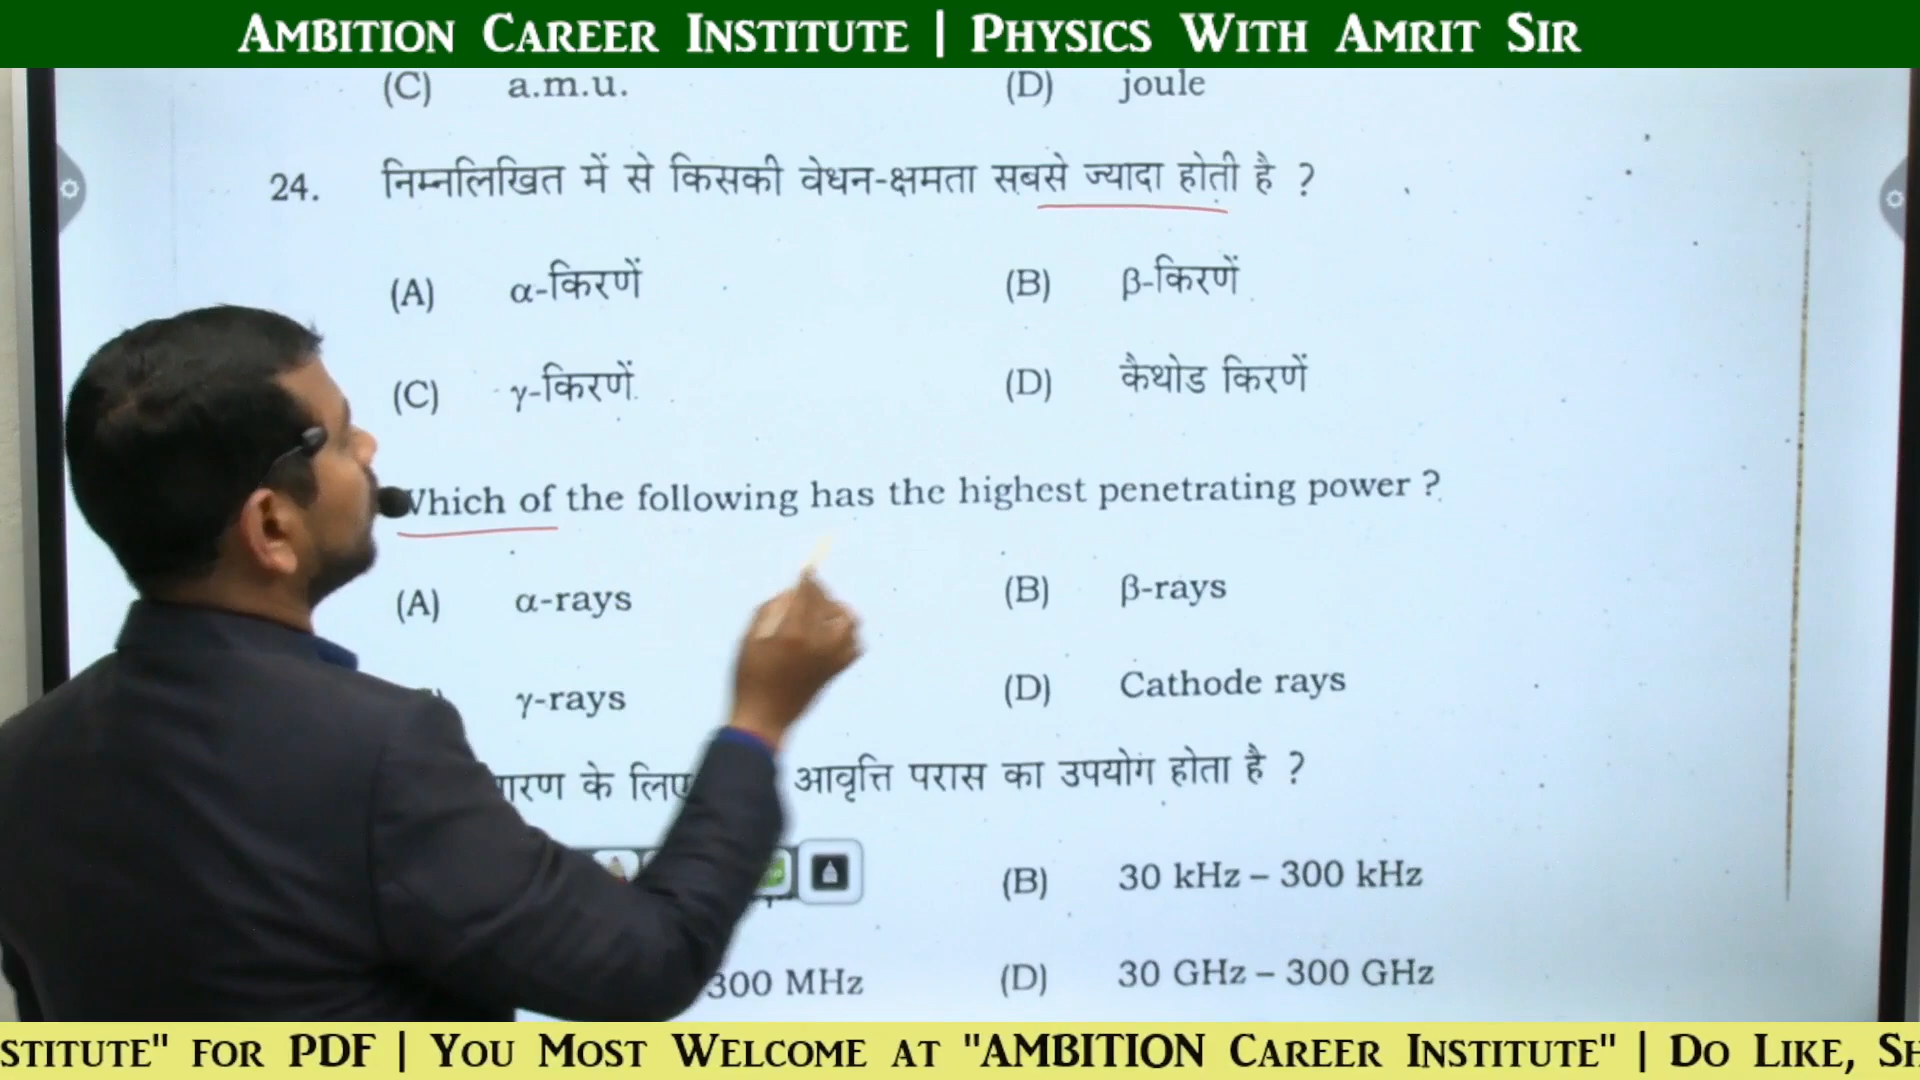 AMBITION CAREER INSTITUTE | PHYSICS WITH AMRIT SIR
(C) a.m.u. (D) joule
24. निम्नलिखित में से किसकी वेधन-क्षमता सबसे ज्यादा होती है ?
(A) α-किरणें (B) β-किरणें
(C) γ-किरणें (D) कैथोड किरणें
Which of the following has the highest penetrating power ?
(A) α-rays (B) β-rays
γ-rays (D) Cathode rays
के लिए आवृत्ति परास का उपयोग होता है ?
(B) 30 kHz – 300 kHz
300 MHz (D) 30 GHz – 300 GHz
STITUTE" FOR PDF | YOU MOST WELCOME AT "AMBITION CAREER INSTITUTE" | DO LIKE, SH